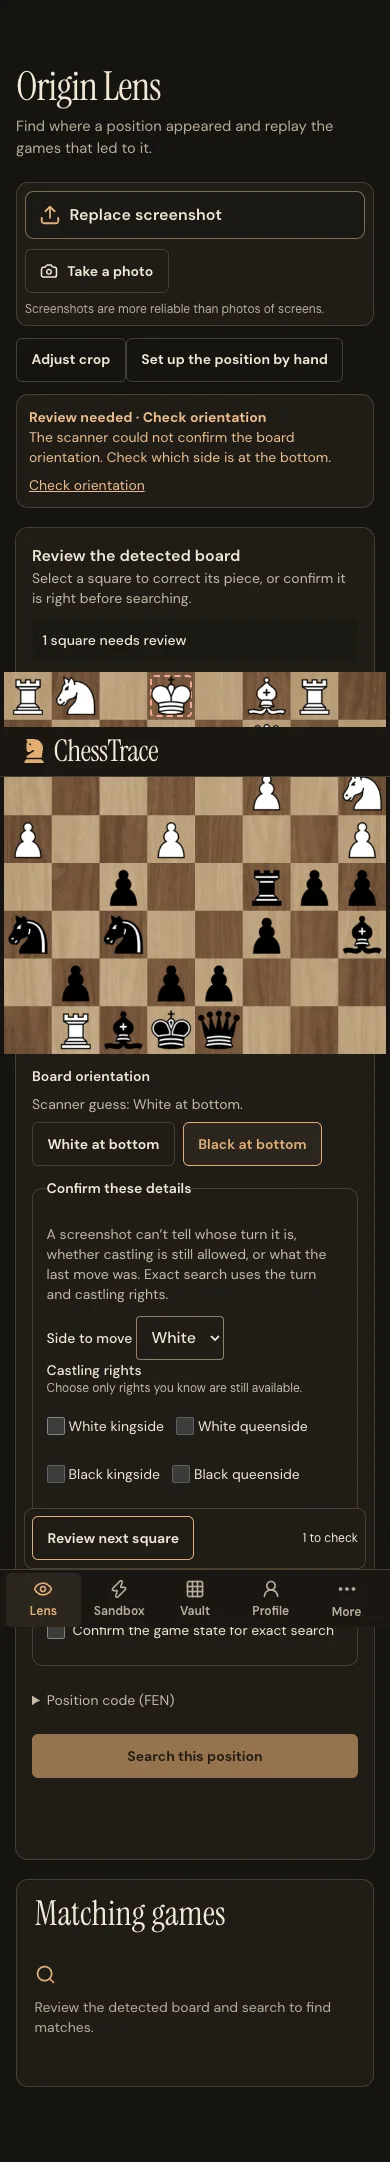 Origin Lens
Find where a position appeared and replay the
games that led to it.
Replace screenshot
Take a photo
Screenshots are more reliable than photos of screens.
Adjust crop
Set up the position by hand
Review needed · Check orientation
The scanner could not confirm the board
orientation. Check which side is at the bottom.
Check orientation
Review the detected board
Select a square to correct its piece, or confirm it
is right before searching.
1 square needs review
ChessTrace
Board orientation
Scanner guess: White at bottom.
White at bottom
Black at bottom
Confirm these details
A screenshot can’t tell whose turn it is,
whether castling is still allowed, or what the
last move was. Exact search uses the turn
and castling rights.
Side to move White
Castling rights
Choose only rights you know are still available.
White kingside
White queenside
Black kingside
Black queenside
Review next square
1 to check
Lens
Sandbox
Vault
Profile
More
Confirm the game state for exact search
Position code (FEN)
Search this position
Matching games
Review the detected board and search to find
matches.